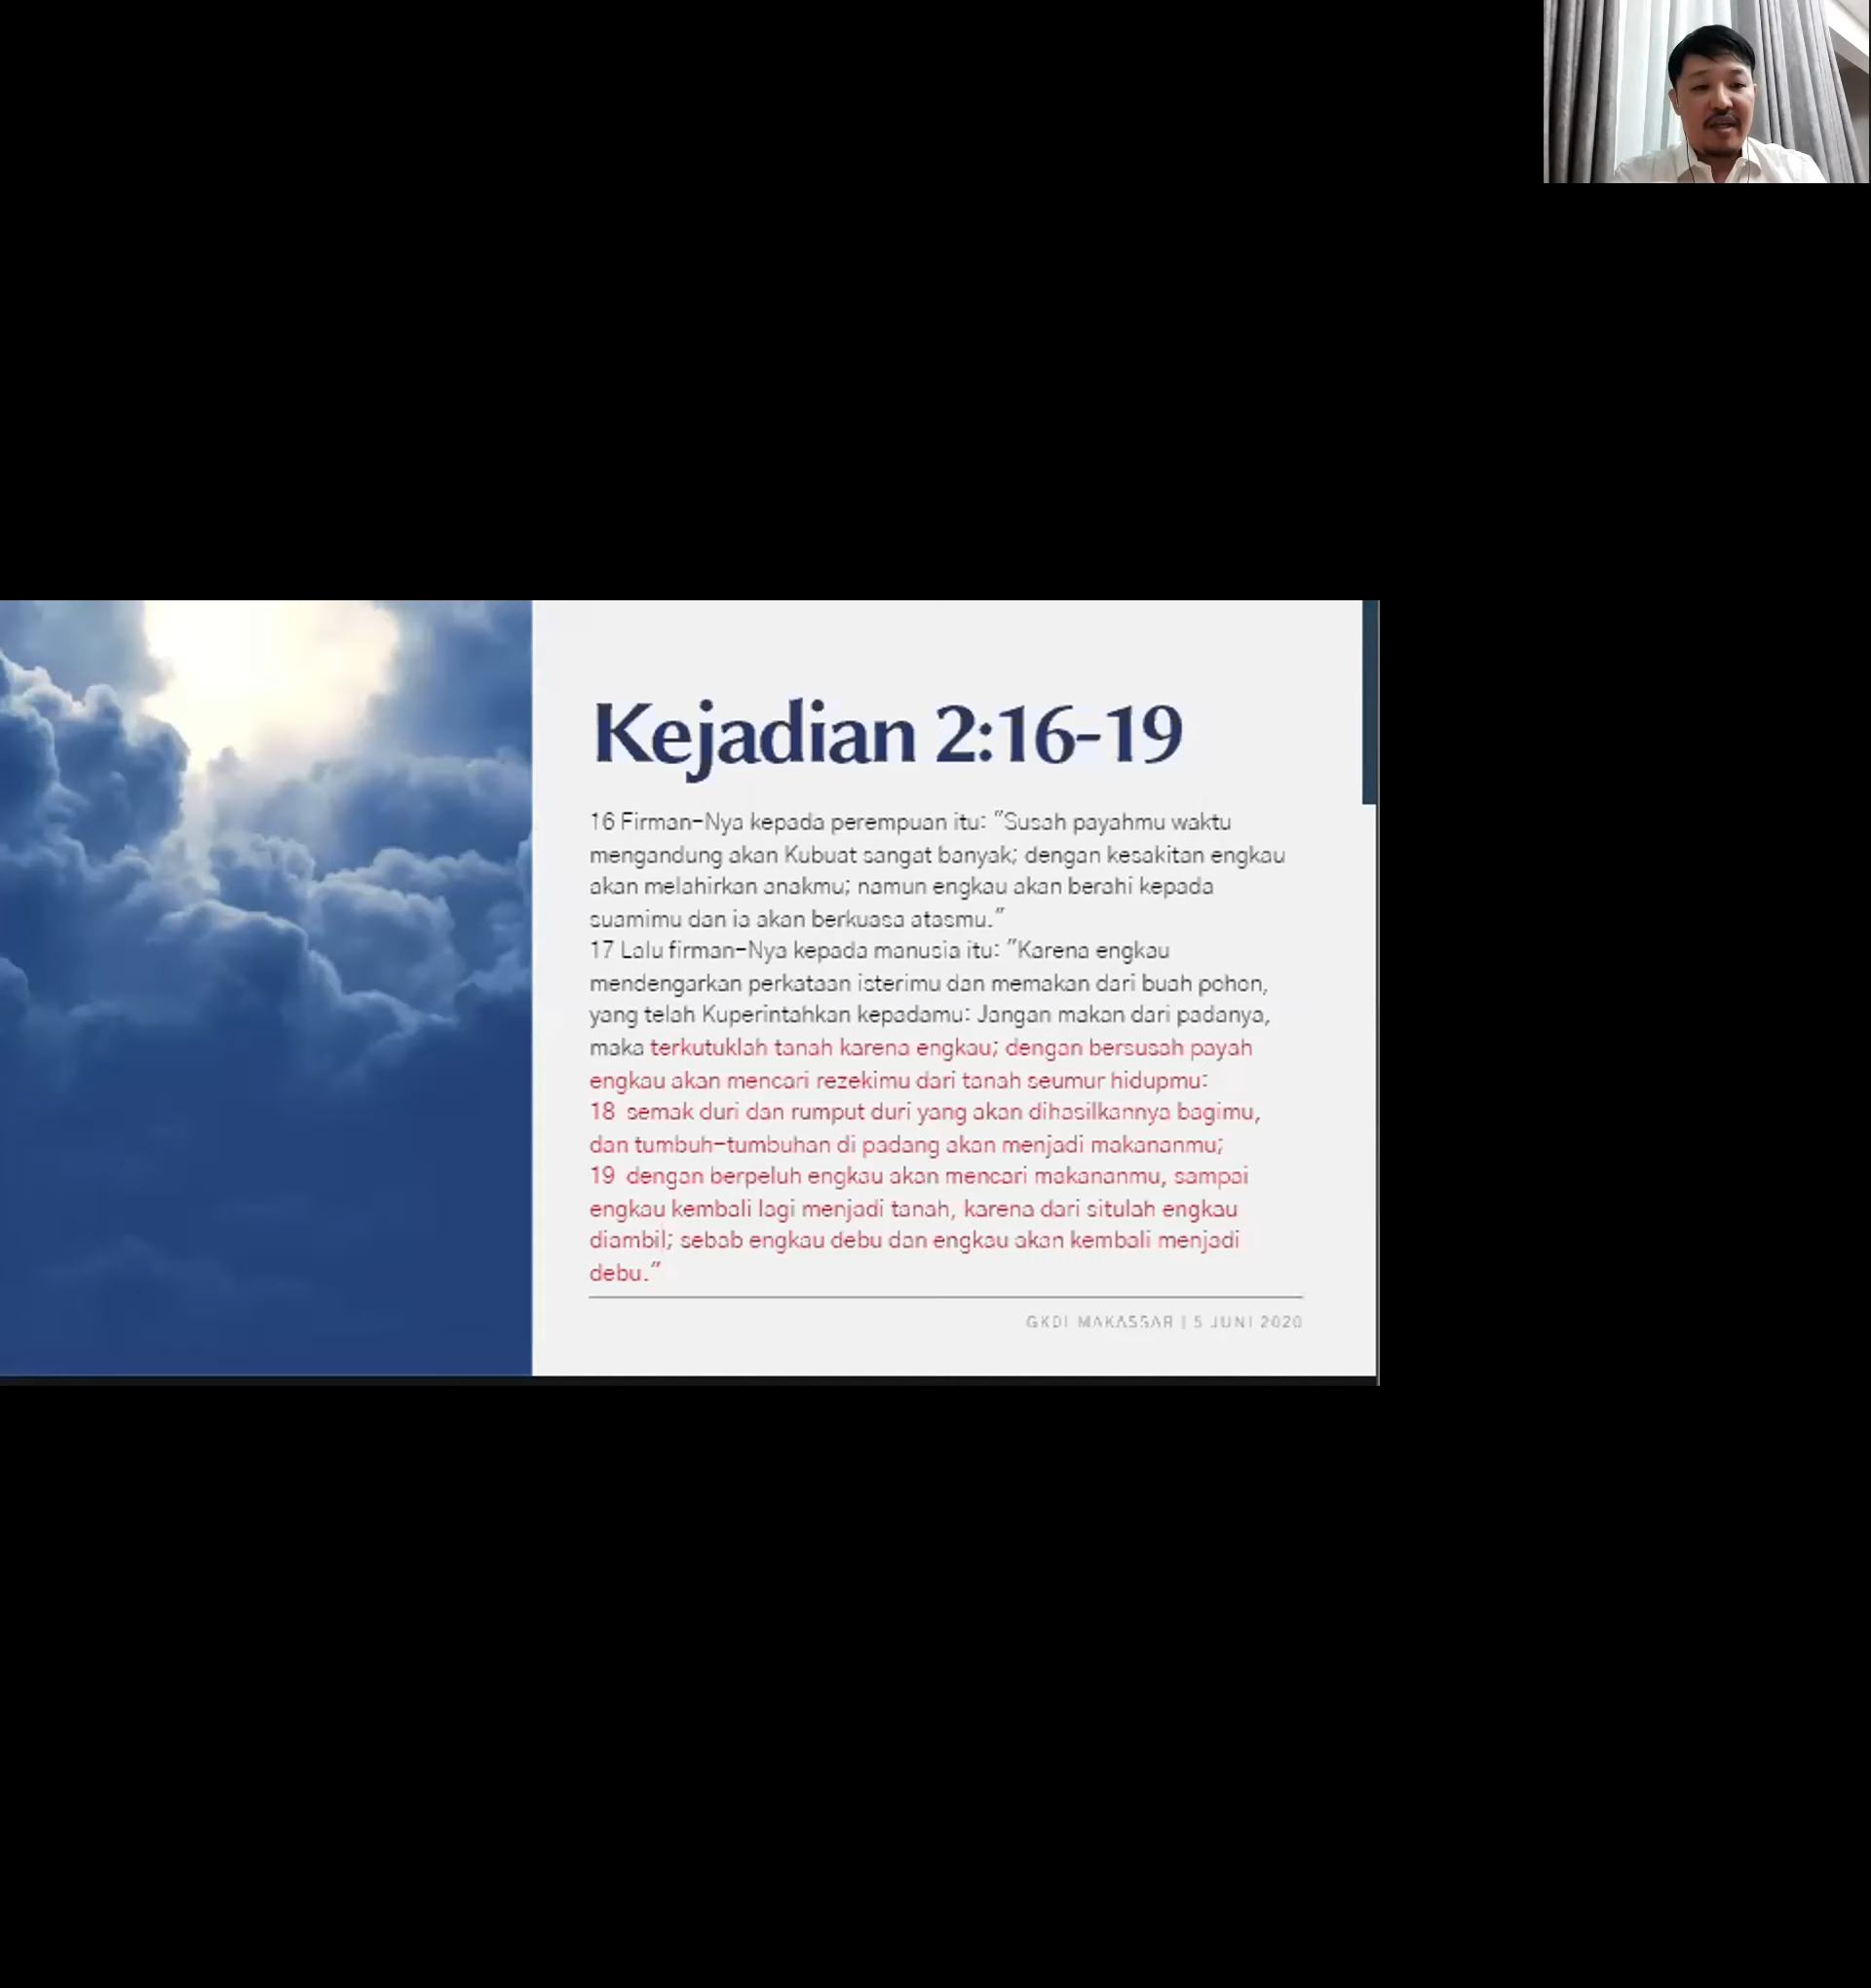 Kejadian 2:16-19
16 Firman-Nya kepada perempuan itu: "Susah payahmu waktu
mengandung akan Kubuat sangat banyak; dengan kesakitan engkau
akan melahirkan anakmu; namun engkau akan berahi kepada
suamimu dan ia akan berkuasa atasmu."
17 Lalu firman-Nya kepada manusia itu: "Karena engkau
mendengarkan perkataan isterimu dan memakan dari buah pohon,
yang telah Kuperintahkan kepadamu: Jangan makan dari padanya,
maka terkutuklah tanah karena engkau; dengan bersusah payah
engkau akan mencari rezekimu dari tanah seumur hidupmu:
18 semak duri dan rumput duri yang akan dihasilkannya bagimu,
dan tumbuh-tumbuhan di padang akan menjadi makananmu;
19 dengan berpeluh engkau akan mencari makananmu, sampai
engkau kembali lagi menjadi tanah, karena dari situlah engkau
diambil; sebab engkau debu dan engkau akan kembali menjadi
debu."
GKDI MAKASSAR | 5 JUNI 2020